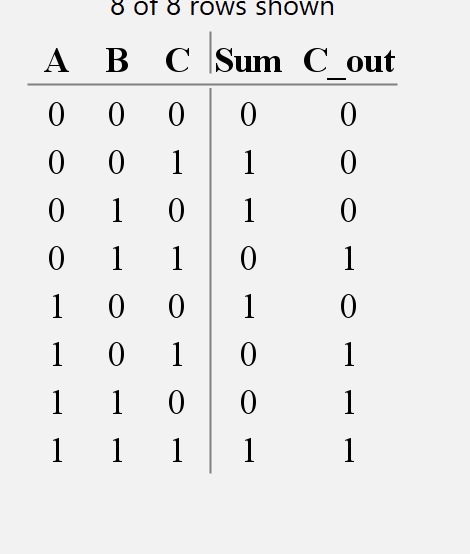 8 of 8 rows shown
A B C Sum C_out
0 0 0 0 0
0 0 1 1 0
0 1 0 1 0
0 1 1 0 1
1 0 0 1 0
1 0 1 0 1
1 1 0 0 1
1 1 1 1 1